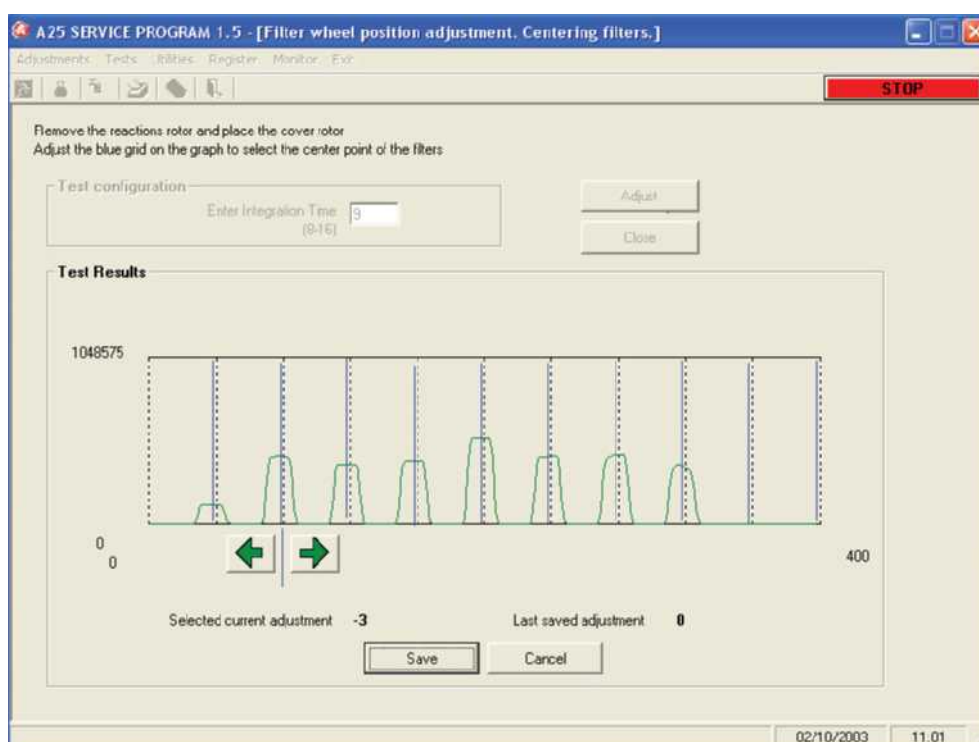 A25 SERVICE PROGRAM 1.5 - [Filter wheel position adjustment. Centering filters.]
Adjustments Tests Utilities Register Monitor Exit
STOP
Remove the reactions rotor and place the cover rotor
Adjust the blue grid on the graph to select the center point of the filters
Test configuration
Enter Integration Time 9
(0-16)
Adjust
Close
Test Results
1048575
0
0
400
Selected current adjustment -3 Last saved adjustment 0
Save Cancel
02/10/2003 11.01